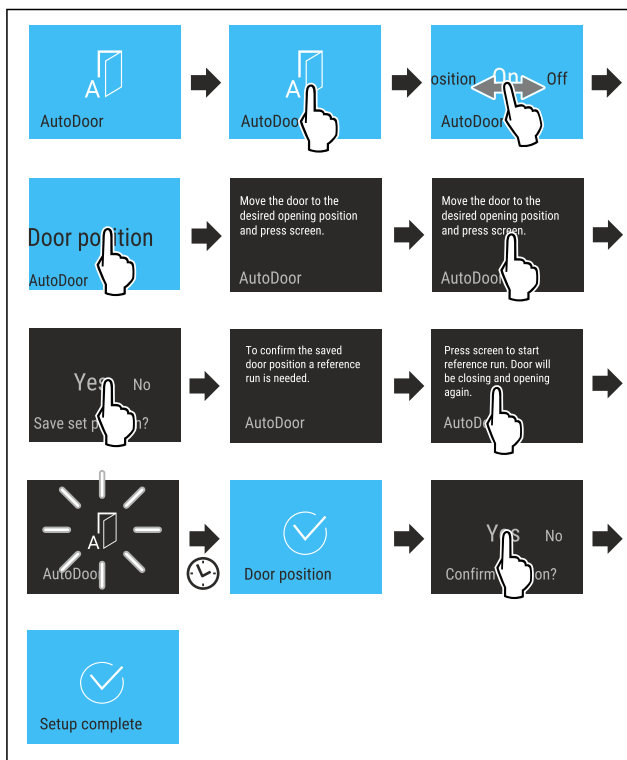 A
AutoDoor
A
AutoDoo
osition On Off
AutoDoor
Door position
AutoDoor
Move the door to the
desired opening position
and press screen.
AutoDoor
Move the door to the
desired opening position
and press screen.
AutoDoo
Yes No
Save set p n?
To confirm the saved
door position a reference
run is needed.
AutoDoor
Press screen to start
reference run. Door will
be closing and opening
again.
AutoD
A
AutoDoor
Door position
Yes No
Confirm on?
Setup complete